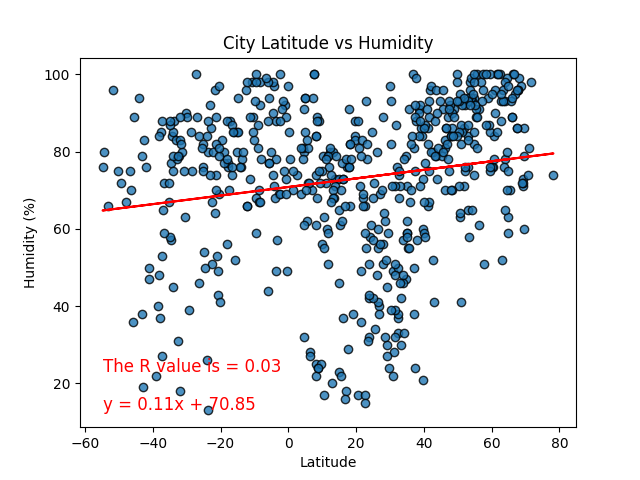 City Latitude vs Humidity
100
80
60
40
20
Humidity (%)
The R value is = 0.03
y = 0.11x + 70.85
−60 −40 −20 0 20 40 60 80
Latitude